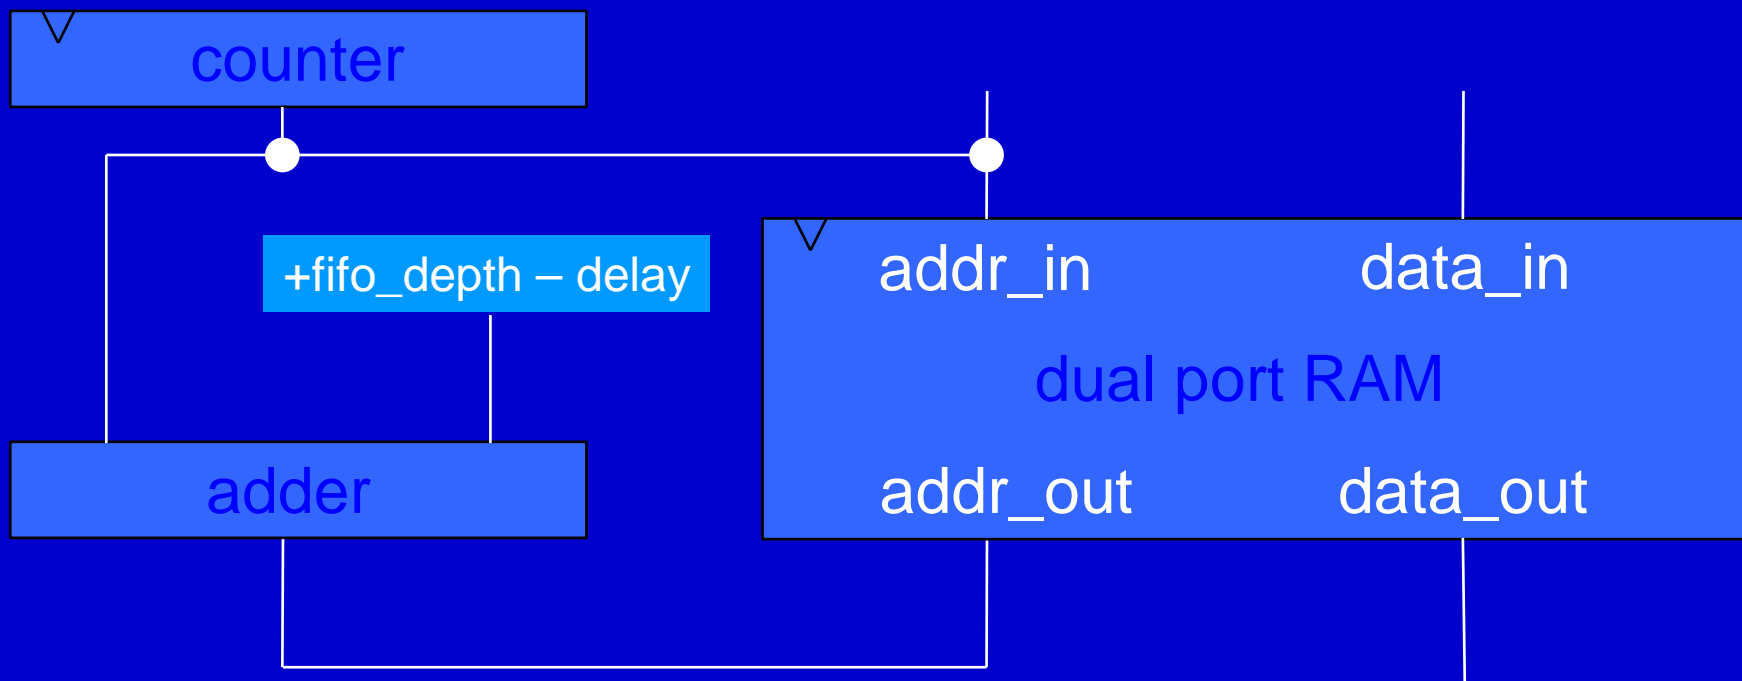 counter
+fifo_depth – delay
addr_in
data_in
dual port RAM
adder
addr_out
data_out